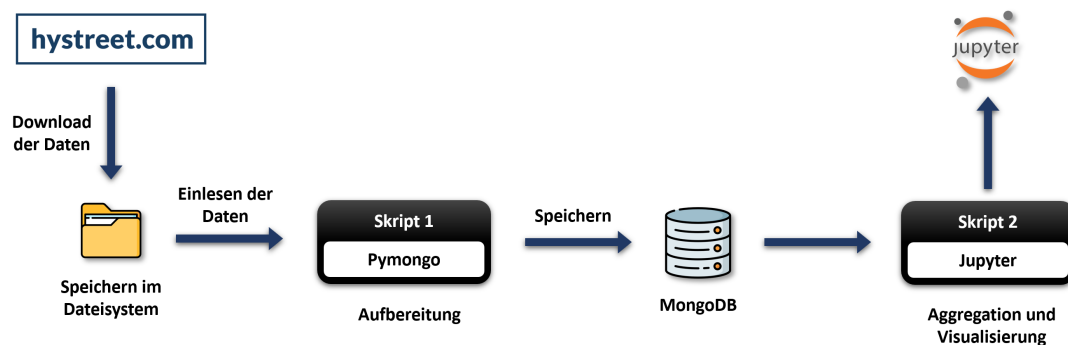 hystreet.com
jupyter
Download
der Daten
Einlesen der
Daten
Speichern im
Dateisystem
Skript 1
Pymongo
Aufbereitung
Speichern
MongoDB
Skript 2
Jupyter
Aggregation und
Visualisierung